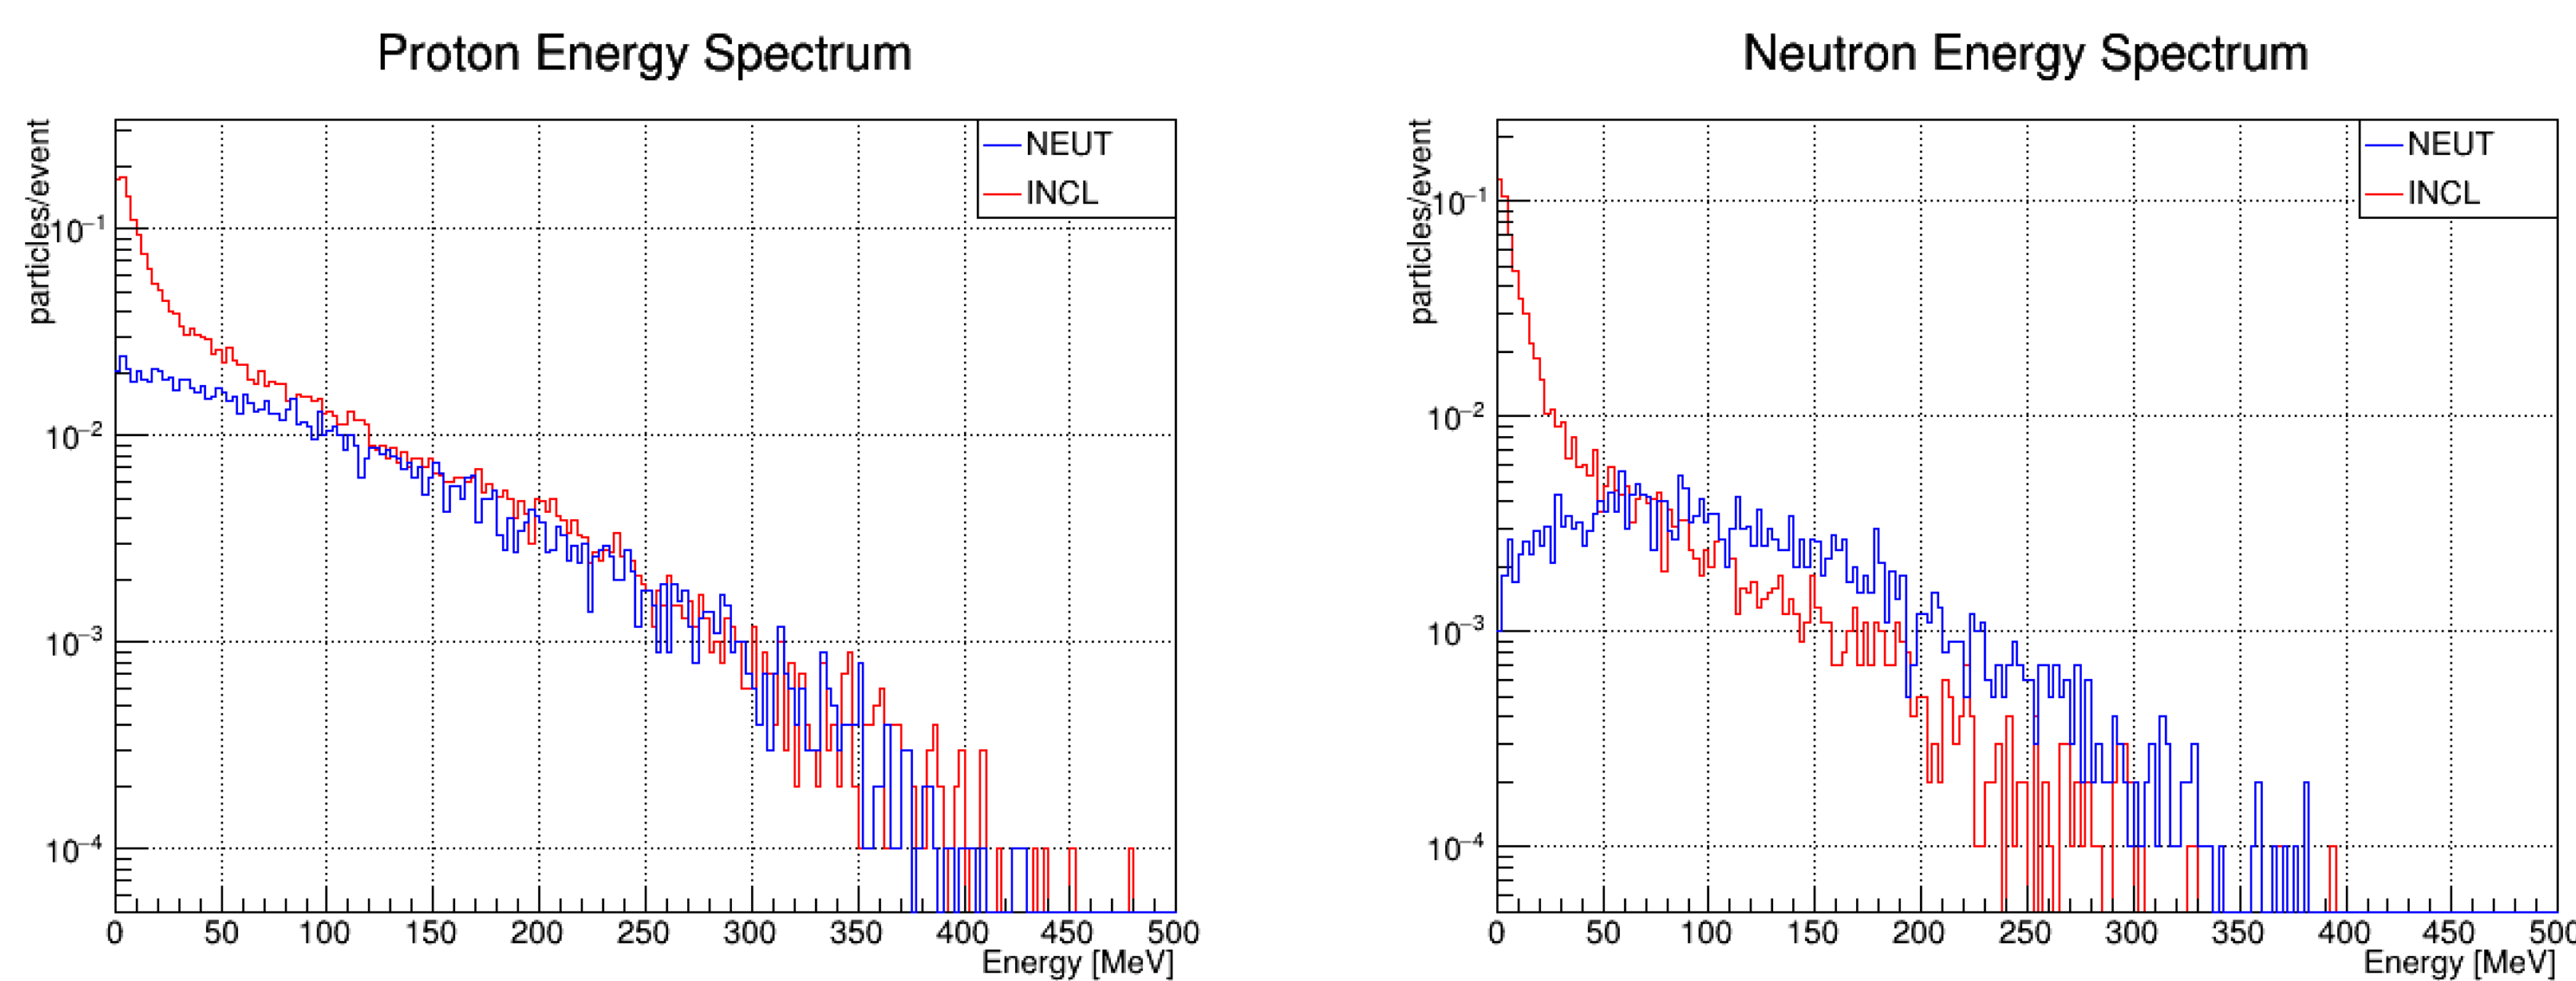 Proton Energy Spectrum
particles/event
NEUT
INCL
10⁻¹
10⁻²
10⁻³
10⁻⁴
0 50 100 150 200 250 300 350 400 450 500
Energy [MeV]
Neutron Energy Spectrum
particles/event
NEUT
INCL
10⁻¹
10⁻²
10⁻³
10⁻⁴
0 50 100 150 200 250 300 350 400 450 500
Energy [MeV]